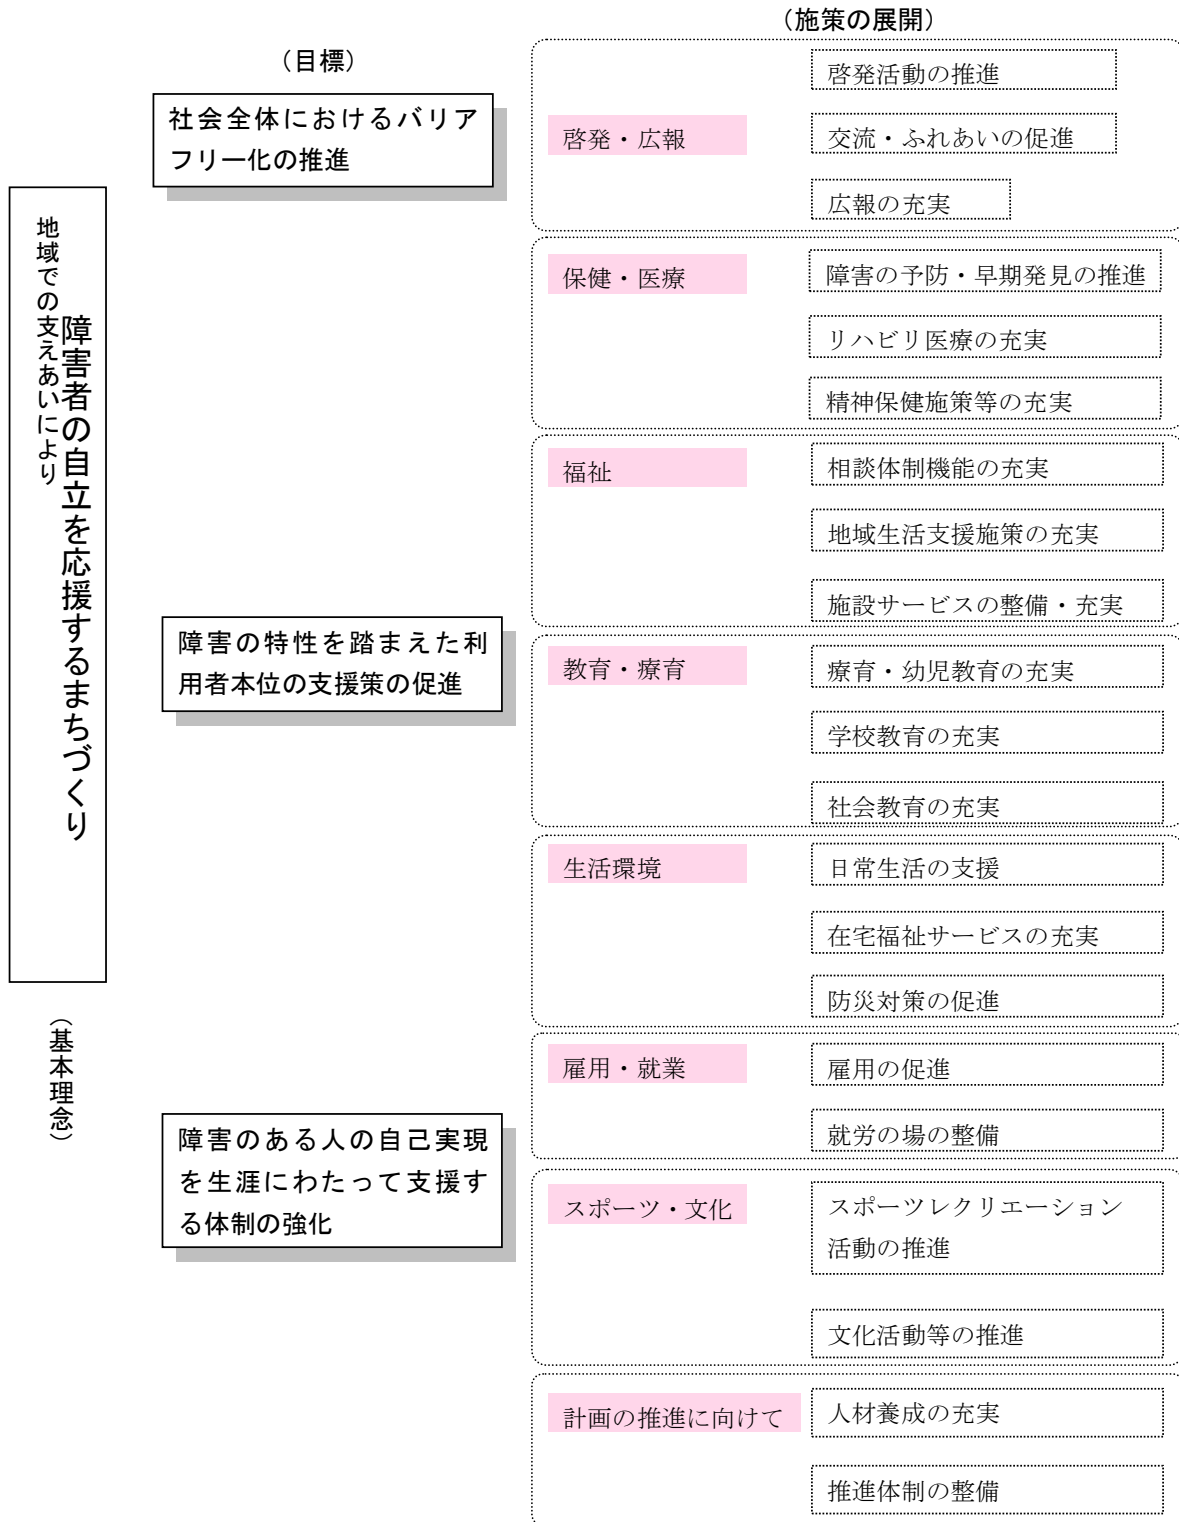 地域での支えあいにより
障害者の自立を応援するまちづくり
(基本理念)
(目標)
社会全体におけるバリア
フリー化の推進
障害の特性を踏まえた利
用者本位の支援策の促進
障害のある人の自己実現
を生涯にわたって支援す
る体制の強化
(施策の展開)
啓発・広報
啓発活動の推進
交流・ふれあいの促進
広報の充実
保健・医療
障害の予防・早期発見の推進
リハビリ医療の充実
精神保健施策等の充実
福祉
相談体制機能の充実
地域生活支援施策の充実
施設サービスの整備・充実
教育・療育
療育・幼児教育の充実
学校教育の充実
社会教育の充実
生活環境
日常生活の支援
在宅福祉サービスの充実
防災対策の促進
雇用・就業
雇用の促進
就労の場の整備
スポーツ・文化
スポーツレクリエーション
活動の推進
文化活動等の推進
計画の推進に向けて
人材養成の充実
推進体制の整備